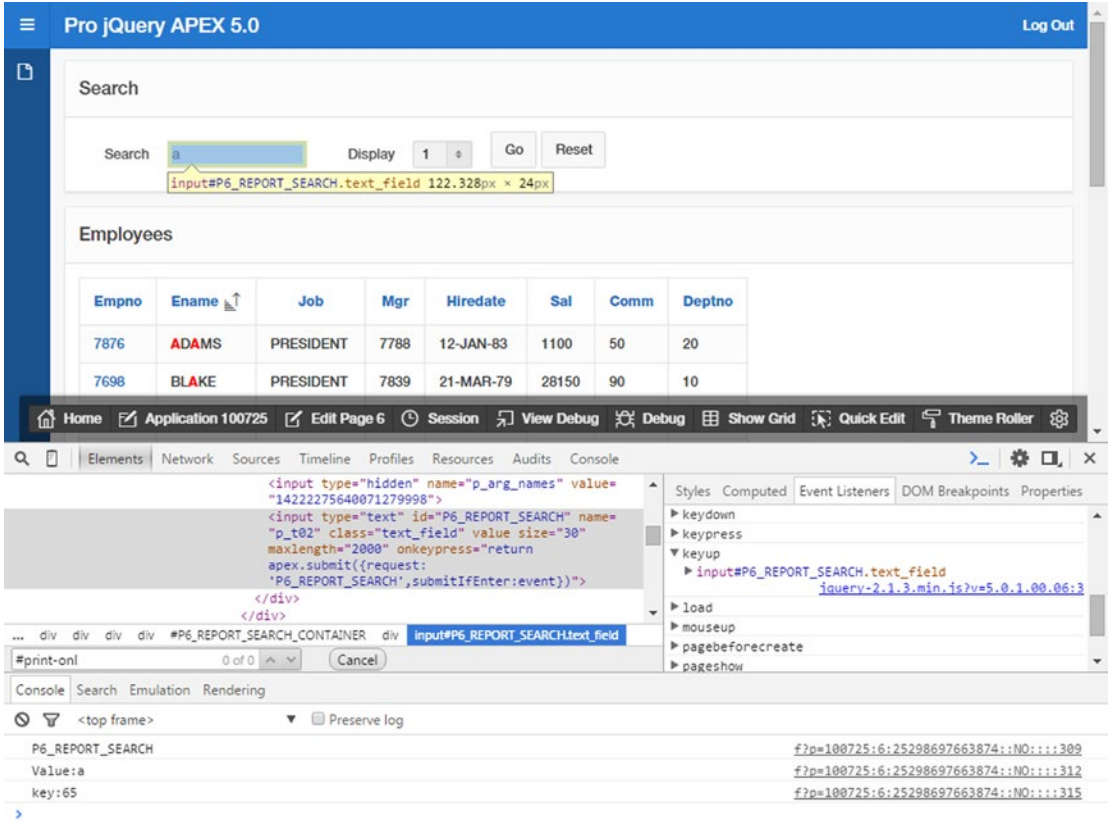 Pro jQuery APEX 5.0 Log Out
Search
Search a Display 1 Go Reset
input#P6_REPORT_SEARCH.text_field 122.328px × 24px
Employees
Empno Ename Job Mgr Hiredate Sal Comm Deptno
7876 ADAMS PRESIDENT 7788 12-JAN-83 1100 50 20
7698 BLAKE PRESIDENT 7839 21-MAR-79 28150 90 10
Home Application 100725 Edit Page 6 Session View Debug Debug Show Grid Quick Edit Theme Roller
Elements Network Sources Timeline Profiles Resources Audits Console
<input type="hidden" name="p_arg_names" value=
"14222275640071279998">
<input type="text" id="P6_REPORT_SEARCH" name=
"p_t02" class="text_field" value size="30"
maxlength="2000" onkeypress="return
apex.submit({request:
'P6_REPORT_SEARCH',submitIfEnter:event})">
</div>
</div>
... div div div div #P6_REPORT_SEARCH_CONTAINER div input#P6_REPORT_SEARCH.text_field
#print-onl 0 of 0 Cancel
Styles Computed Event Listeners DOM Breakpoints Properties
keydown
keypress
keyup
input#P6_REPORT_SEARCH.text_field
jquery-2.1.3.min.js?v=5.0.1.00.06:3
load
mouseup
pagebeforecreate
pageshow
Console Search Emulation Rendering
<top frame> Preserve log
P6_REPORT_SEARCH f?p=100725:6:25298697663874::NO::::309
Value:a f?p=100725:6:25298697663874::NO::::312
key:65 f?p=100725:6:25298697663874::NO::::315